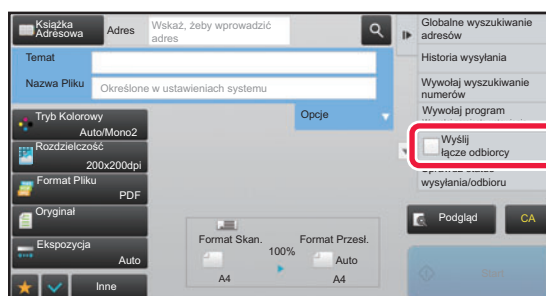 Książka
Adresowa
Adres
Wskaż, żeby wprowadzić
adres
Temat
Nazwa Pliku
Określone w ustawieniach systemu
Opcje
Tryb Kolorowy
Auto/Mono2
Rozdzielczość
200x200dpi
Format Pliku
PDF
Oryginał
Ekspozycja
Auto
Inne
Format Skan.
100%
Format Przesł.
Auto
A4
A4
Globalne wyszukiwanie
adresów
Historia wysyłania
Wywołaj wyszukiwanie
numerów
Wywołaj program
Wyślij
łącze odbiorcy
wysyłania/odbioru
Podgląd
CA
Start